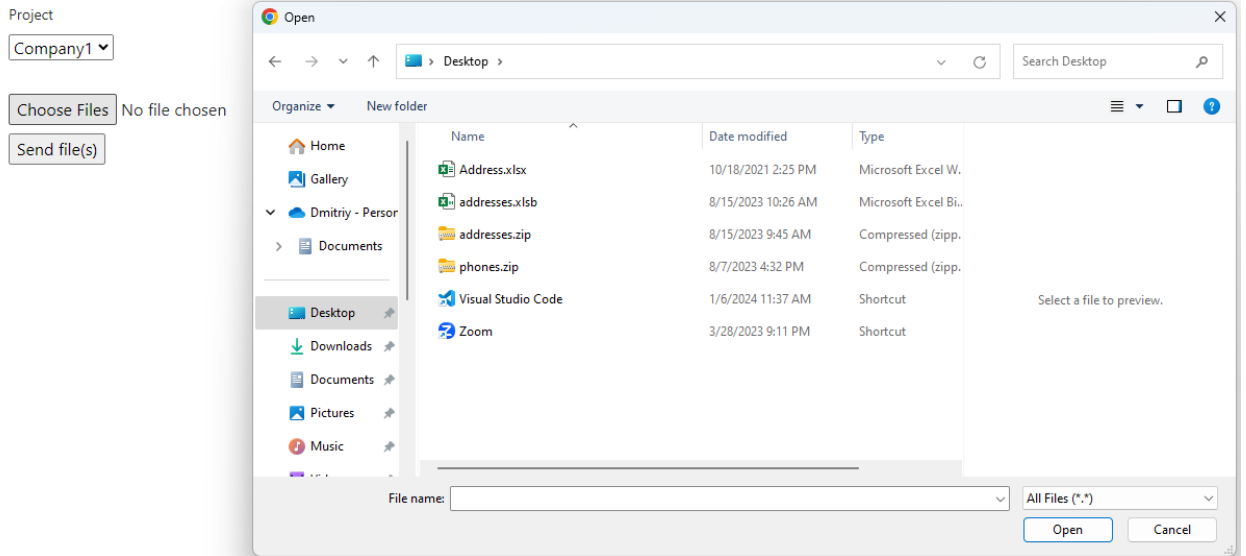 Project
Company1
Choose Files No file chosen
Send file(s)
Open
Desktop
Search Desktop
Organize New folder
Home
Gallery
Dmitriy - Person
Documents
Desktop
Downloads
Documents
Pictures
Music
Name Date modified Type
Address.xlsx 10/18/2021 2:25 PM Microsoft Excel W.
addresses.xlsb 8/15/2023 10:26 AM Microsoft Excel Bi..
addresses.zip 8/15/2023 9:45 AM Compressed (zipp.
phones.zip 8/7/2023 4:32 PM Compressed (zipp.
Visual Studio Code 1/6/2024 11:37 AM Shortcut
Zoom 3/28/2023 9:11 PM Shortcut
Select a file to preview.
File name: All Files (*.*)
Open Cancel